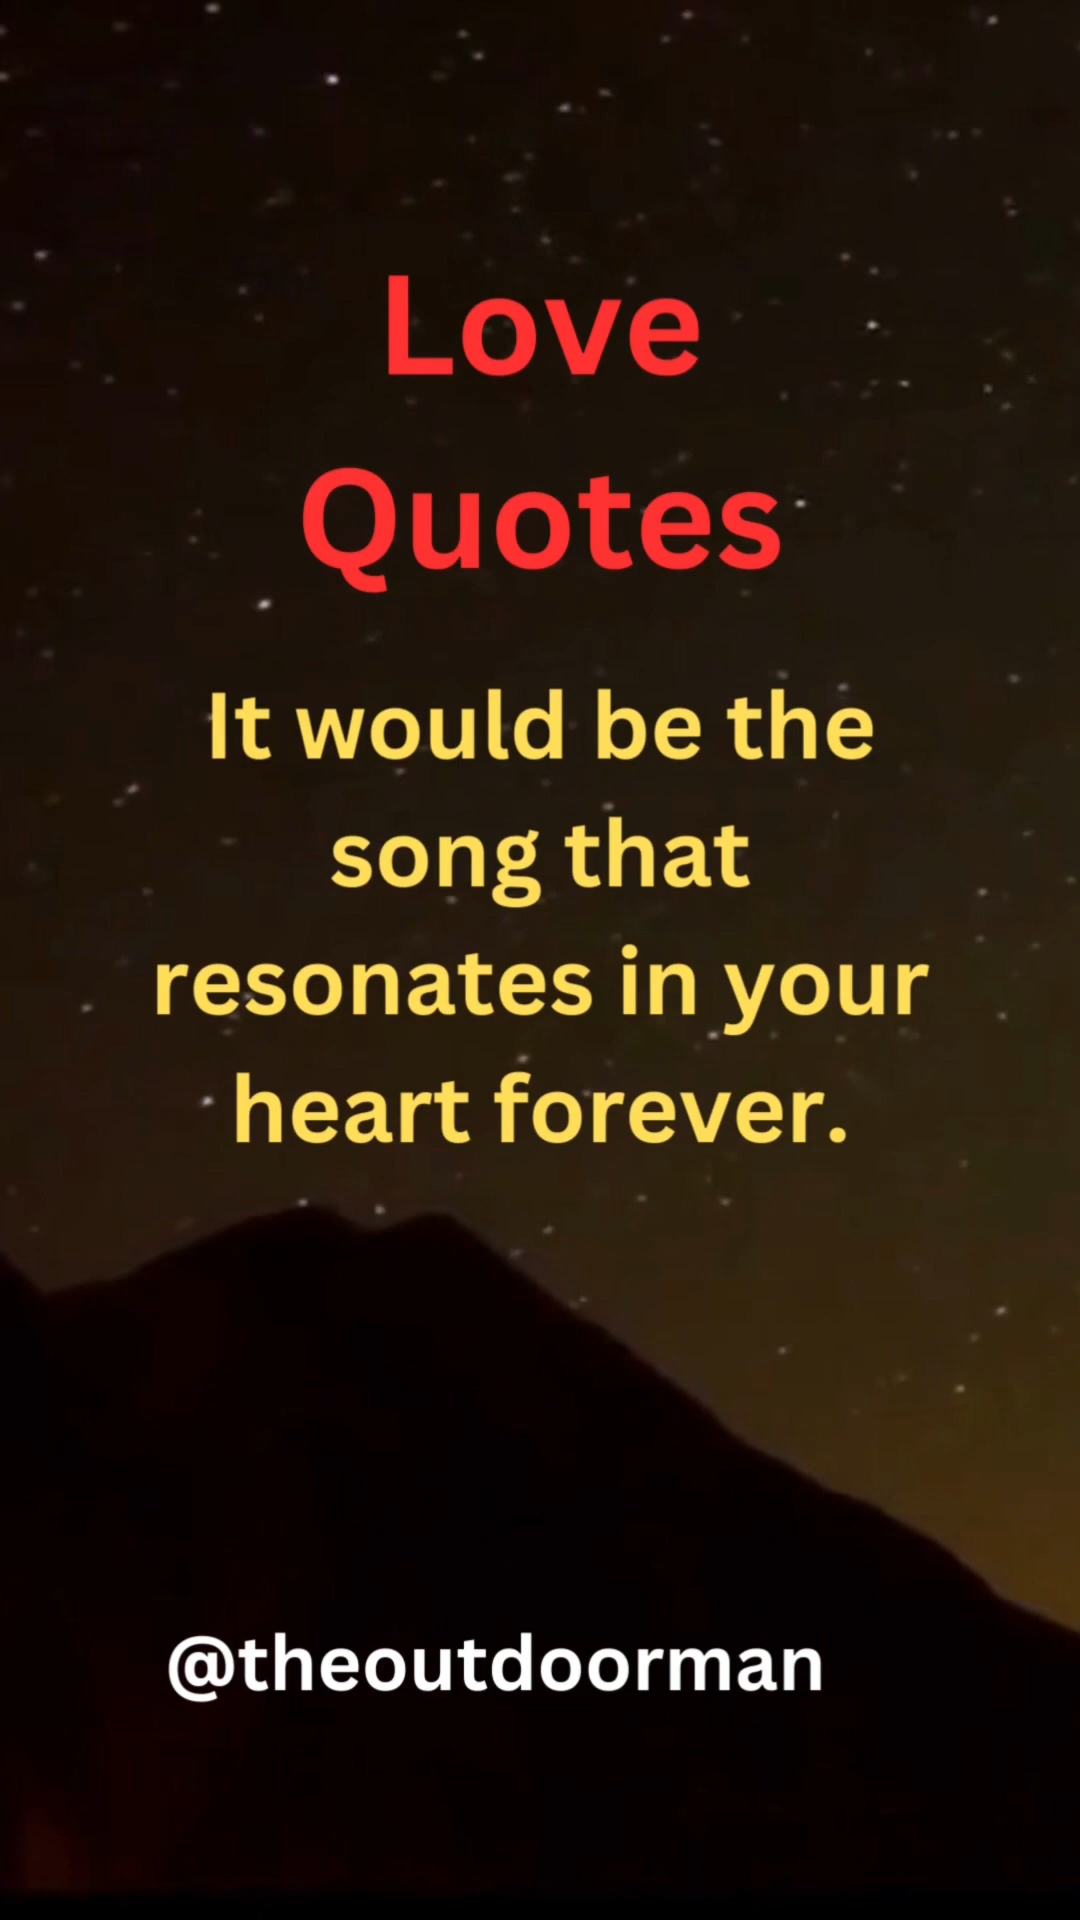 Love
Quotes
It would be the
song that
resonates in your
heart forever.
@theoutdoorman